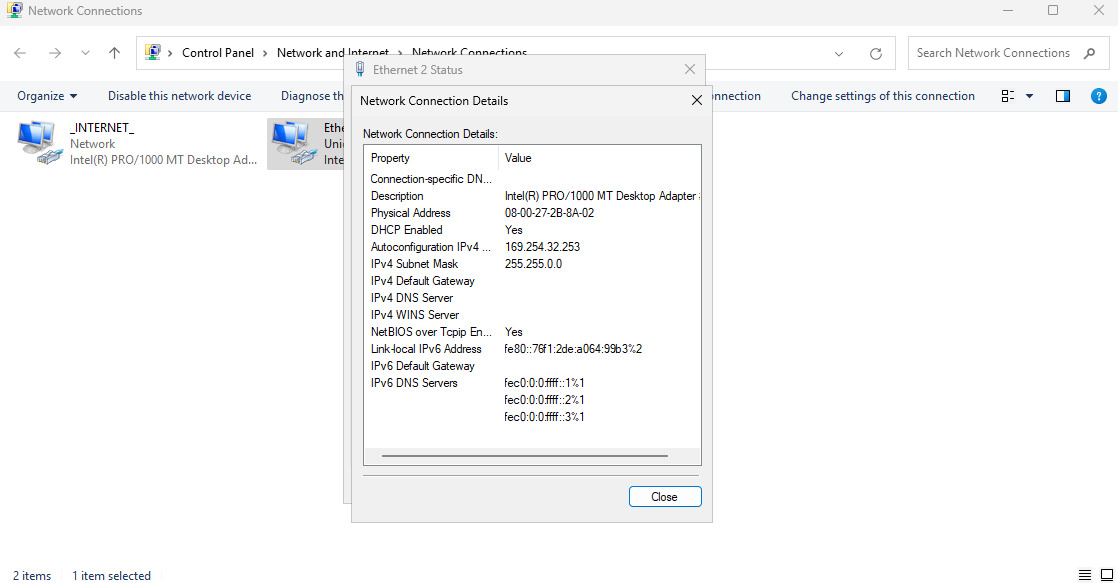 Network Connections
Control Panel > Network and Internet > Network Connections
Search Network Connections
Ethernet 2 Status
Organize
Disable this network device
Diagnose th
nnection
Change settings of this connection
Network Connection Details
_INTERNET_
Network
Intel(R) PRO/1000 MT Desktop Ad...
Ethe
Unid
Inte
Network Connection Details:
Property Value
Connection-specific DN...
Description Intel(R) PRO/1000 MT Desktop Adapter
Physical Address 08-00-27-2B-8A-02
DHCP Enabled Yes
Autoconfiguration IPv4 ... 169.254.32.253
IPv4 Subnet Mask 255.255.0.0
IPv4 Default Gateway
IPv4 DNS Server
IPv4 WINS Server
NetBIOS over Tcpip En... Yes
Link-local IPv6 Address fe80::76f1:2de:a064:99b3%2
IPv6 Default Gateway
IPv6 DNS Servers fec0:0:0:ffff::1%1
fec0:0:0:ffff::2%1
fec0:0:0:ffff::3%1
Close
2 items 1 item selected